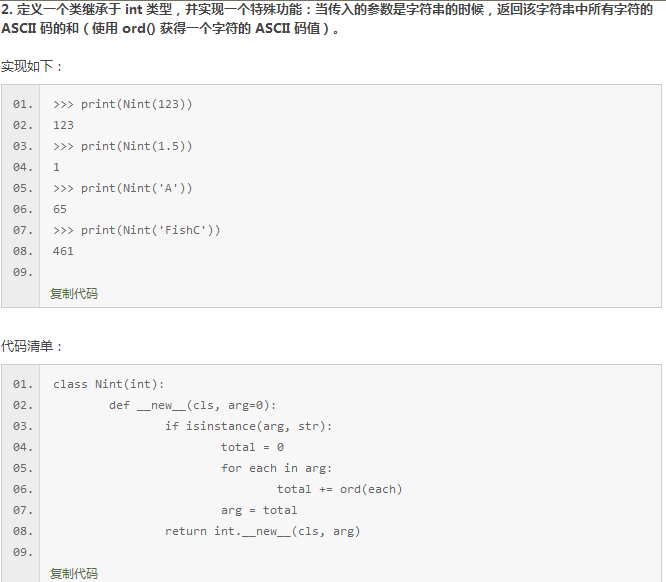 2. 定义一个类继承于 int 类型，并实现一个特殊功能：当传入的参数是字符串的时候，返回该字符串中所有字符的
ASCII 码的和（使用 ord() 获得一个字符的 ASCII 码值）。
实现如下：
01. >>> print(Nint(123))
02. 123
03. >>> print(Nint(1.5))
04. 1
05. >>> print(Nint('A'))
06. 65
07. >>> print(Nint('FishC'))
08. 461
09.
复制代码
代码清单：
01. class Nint(int):
02.         def __new__(cls, arg=0):
03.                 if isinstance(arg, str):
04.                         total = 0
05.                         for each in arg:
06.                                 total += ord(each)
07.                         arg = total
08.                 return int.__new__(cls, arg)
09.
复制代码